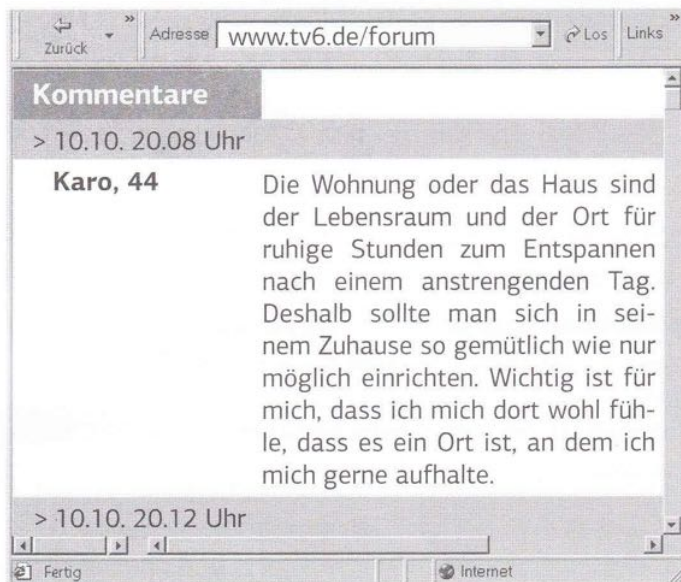 Zurück
»
Adresse www.tv6.de/forum
Los
Links »
Kommentare
> 10.10. 20.08 Uhr
Karo, 44
Die Wohnung oder das Haus sind
der Lebensraum und der Ort für
ruhige Stunden zum Entspannen
nach einem anstrengenden Tag.
Deshalb sollte man sich in sei-
nem Zuhause so gemütlich wie nur
möglich einrichten. Wichtig ist für
mich, dass ich mich dort wohl füh-
le, dass es ein Ort ist, an dem ich
mich gerne aufhalte.
> 10.10. 20.12 Uhr
Fertig
Internet